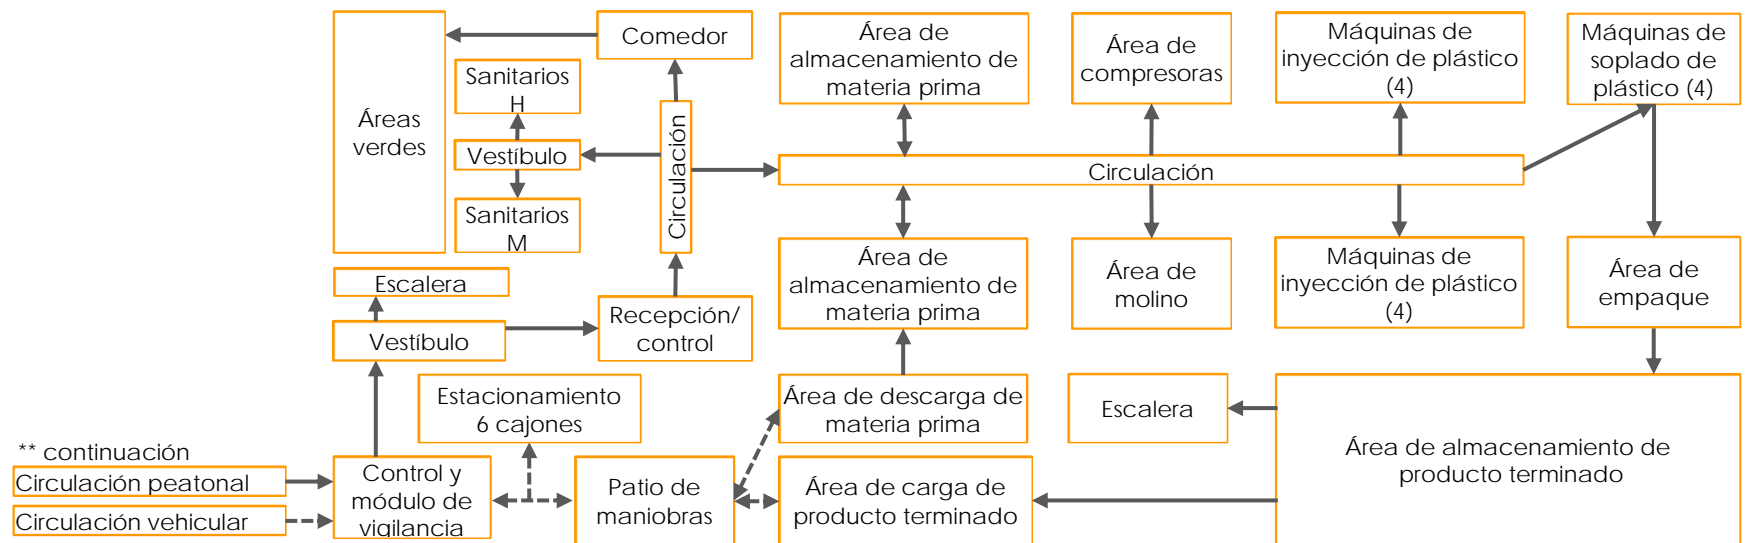 Comedor
Áreas
verdes
Sanitarios
H
Vestíbulo
Sanitarios
M
Circulación
Escalera
Vestíbulo
Recepción/
control
Área de
almacenamiento de
materia prima
Área de
compresoras
Máquinas de
inyección de plástico
(4)
Máquinas de
soplado de
plástico (4)
Circulación
Área de
almacenamiento de
materia prima
Área de
molino
Máquinas de
inyección de plástico
(4)
Área de
empaque
Estacionamiento
6 cajones
Área de descarga de
materia prima
Escalera
Área de almacenamiento de
producto terminado
** continuación
Circulación peatonal
Circulación vehicular
Control y
módulo de
vigilancia
Patio de
maniobras
Área de carga de
producto terminado